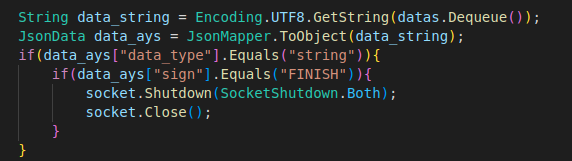 String data_string = Encoding.UTF8.GetString(datas.Dequeue());
JsonData data_ays = JsonMapper.ToObject(data_string);
if(data_ays["data_type"].Equals("string")){
    if(data_ays["sign"].Equals("FINISH")){
        socket.Shutdown(SocketShutdown.Both);
        socket.Close();
    }
}